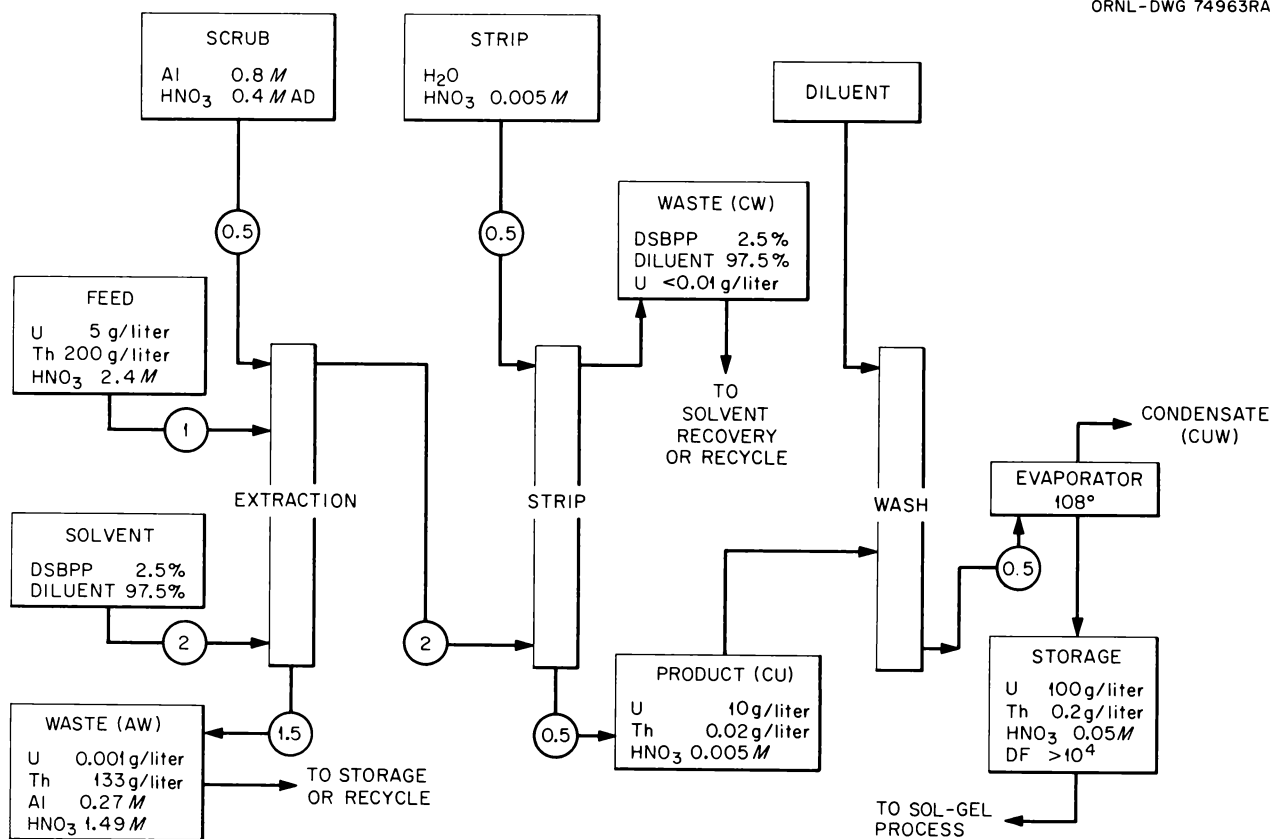 ORNL-DWG 74963RA
SCRUB
Al 0.8 M
HNO3 0.4 M AD
STRIP
H2O
HNO3 0.005 M
DILUENT
0.5
0.5
WASTE (CW)
DSBPP 2.5%
DILUENT 97.5%
U <0.01 g/liter
FEED
U 5 g/liter
Th 200 g/liter
HNO3 2.4 M
1
TO
SOLVENT
RECOVERY
OR RECYCLE
CONDENSATE
(CUW)
EXTRACTION
STRIP
WASH
EVAPORATOR
108°
0.5
SOLVENT
DSBPP 2.5%
DILUENT 97.5%
2
2
WASTE (AW)
U 0.001 g/liter
Th 133 g/liter
Al 0.27 M
HNO3 1.49 M
1.5
TO STORAGE
OR RECYCLE
0.5
PRODUCT (CU)
U 10 g/liter
Th 0.02 g/liter
HNO3 0.005 M
STORAGE
U 100 g/liter
Th 0.2 g/liter
HNO3 0.05 M
DF >10⁴
TO SOL-GEL
PROCESS